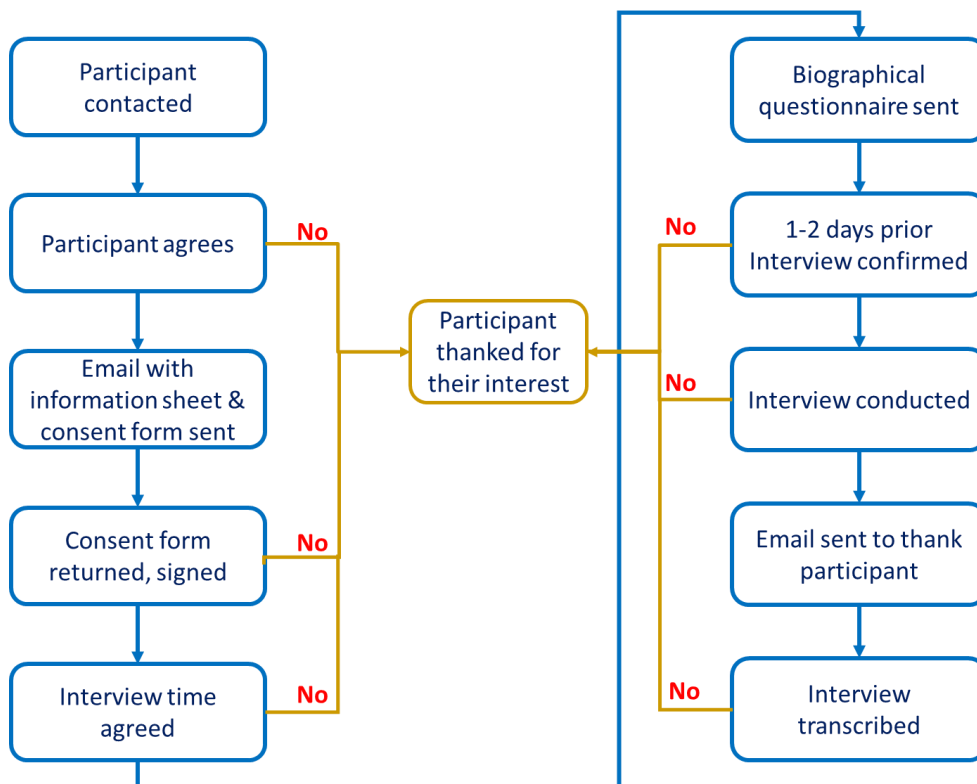 Participant
contacted
Participant agrees
No
Email with
information sheet &
consent form sent
Consent form
returned, signed
No
Interview time
agreed
No
Participant
thanked for
their interest
Biographical
questionnaire sent
No
1-2 days prior
Interview confirmed
No
Interview conducted
Email sent to thank
participant
No
Interview
transcribed